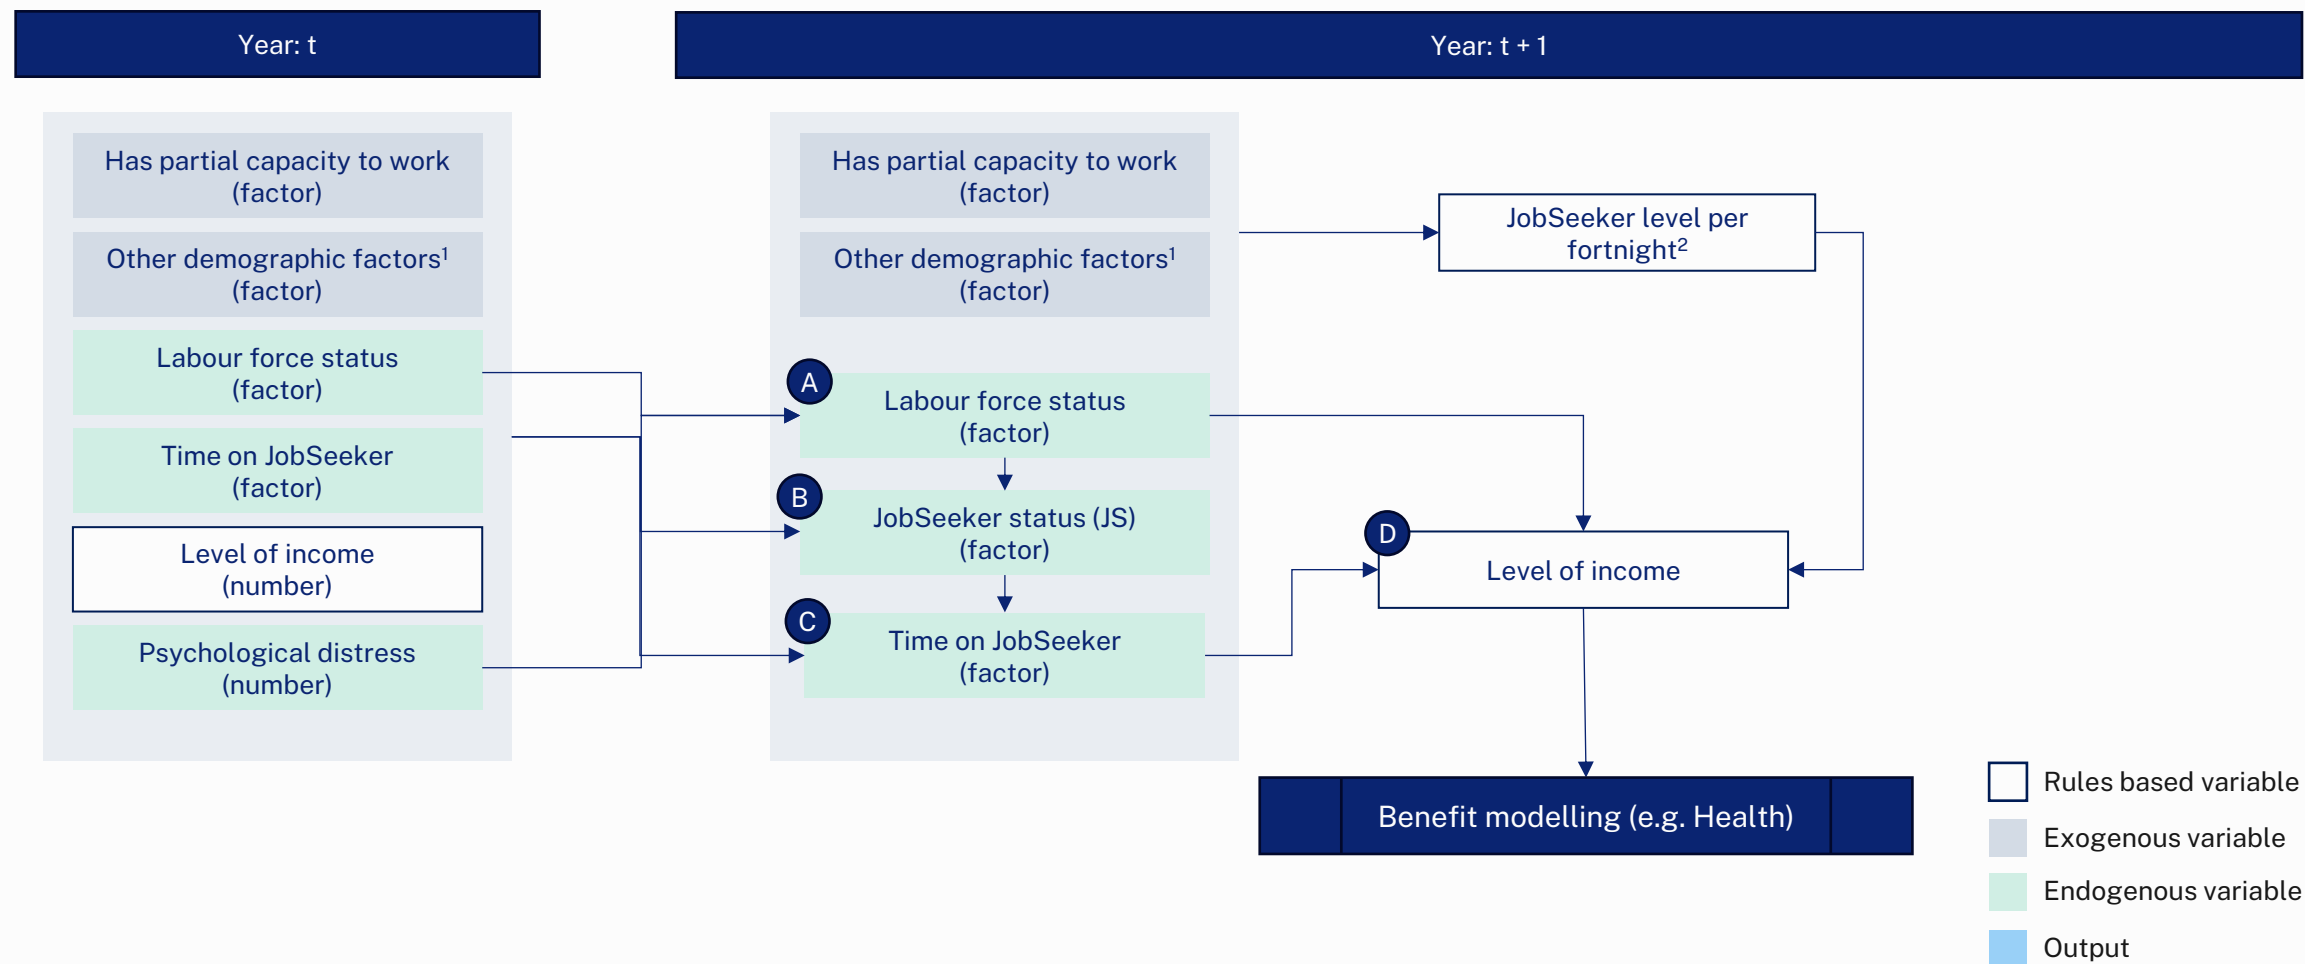 Year: t
Year: t + 1
Has partial capacity to work
(factor)
Other demographic factors¹
(factor)
Labour force status
(factor)
Time on JobSeeker
(factor)
Level of income
(number)
Psychological distress
(number)
Has partial capacity to work
(factor)
Other demographic factors¹
(factor)
A
Labour force status
(factor)
B
JobSeeker status (JS)
(factor)
C
Time on JobSeeker
(factor)
JobSeeker level per
fortnight²
D
Level of income
Benefit modelling (e.g. Health)
Rules based variable
Exogenous variable
Endogenous variable
Output